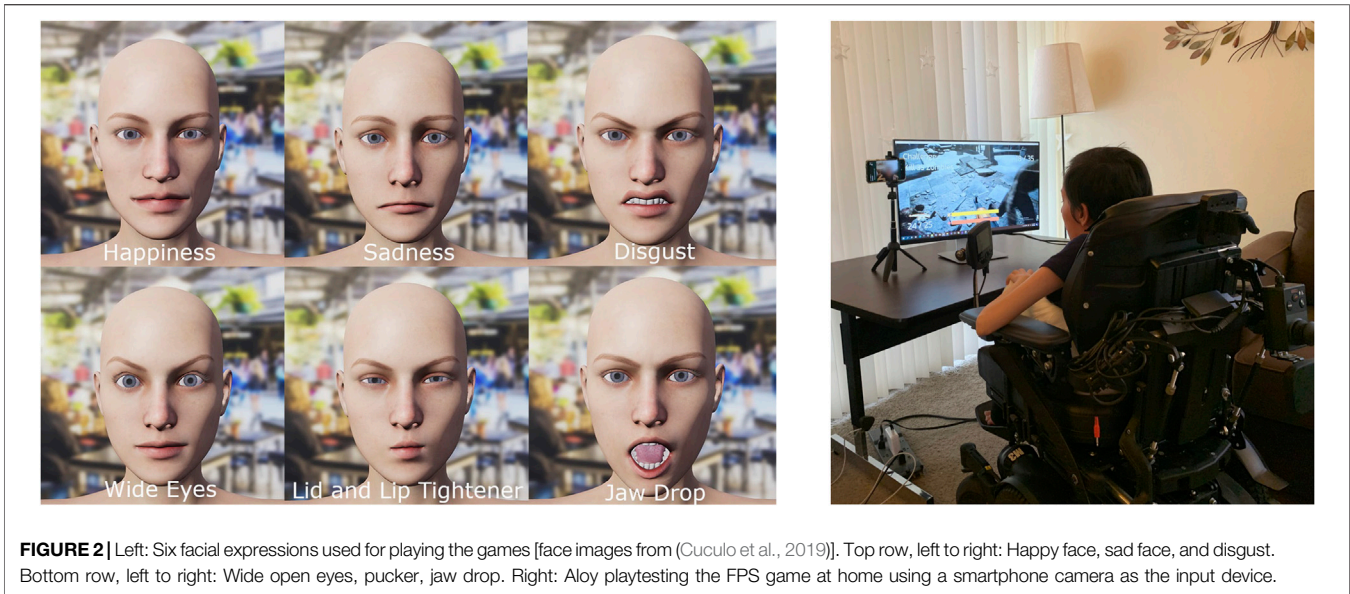 Happiness
Sadness
Disgust
Wide Eyes
Lid and Lip Tightener
Jaw Drop
FIGURE 2 | Left: Six facial expressions used for playing the games [face images from (Cuculo et al., 2019)]. Top row, left to right: Happy face, sad face, and disgust.
Bottom row, left to right: Wide open eyes, pucker, jaw drop. Right: Aloy playtesting the FPS game at home using a smartphone camera as the input device.